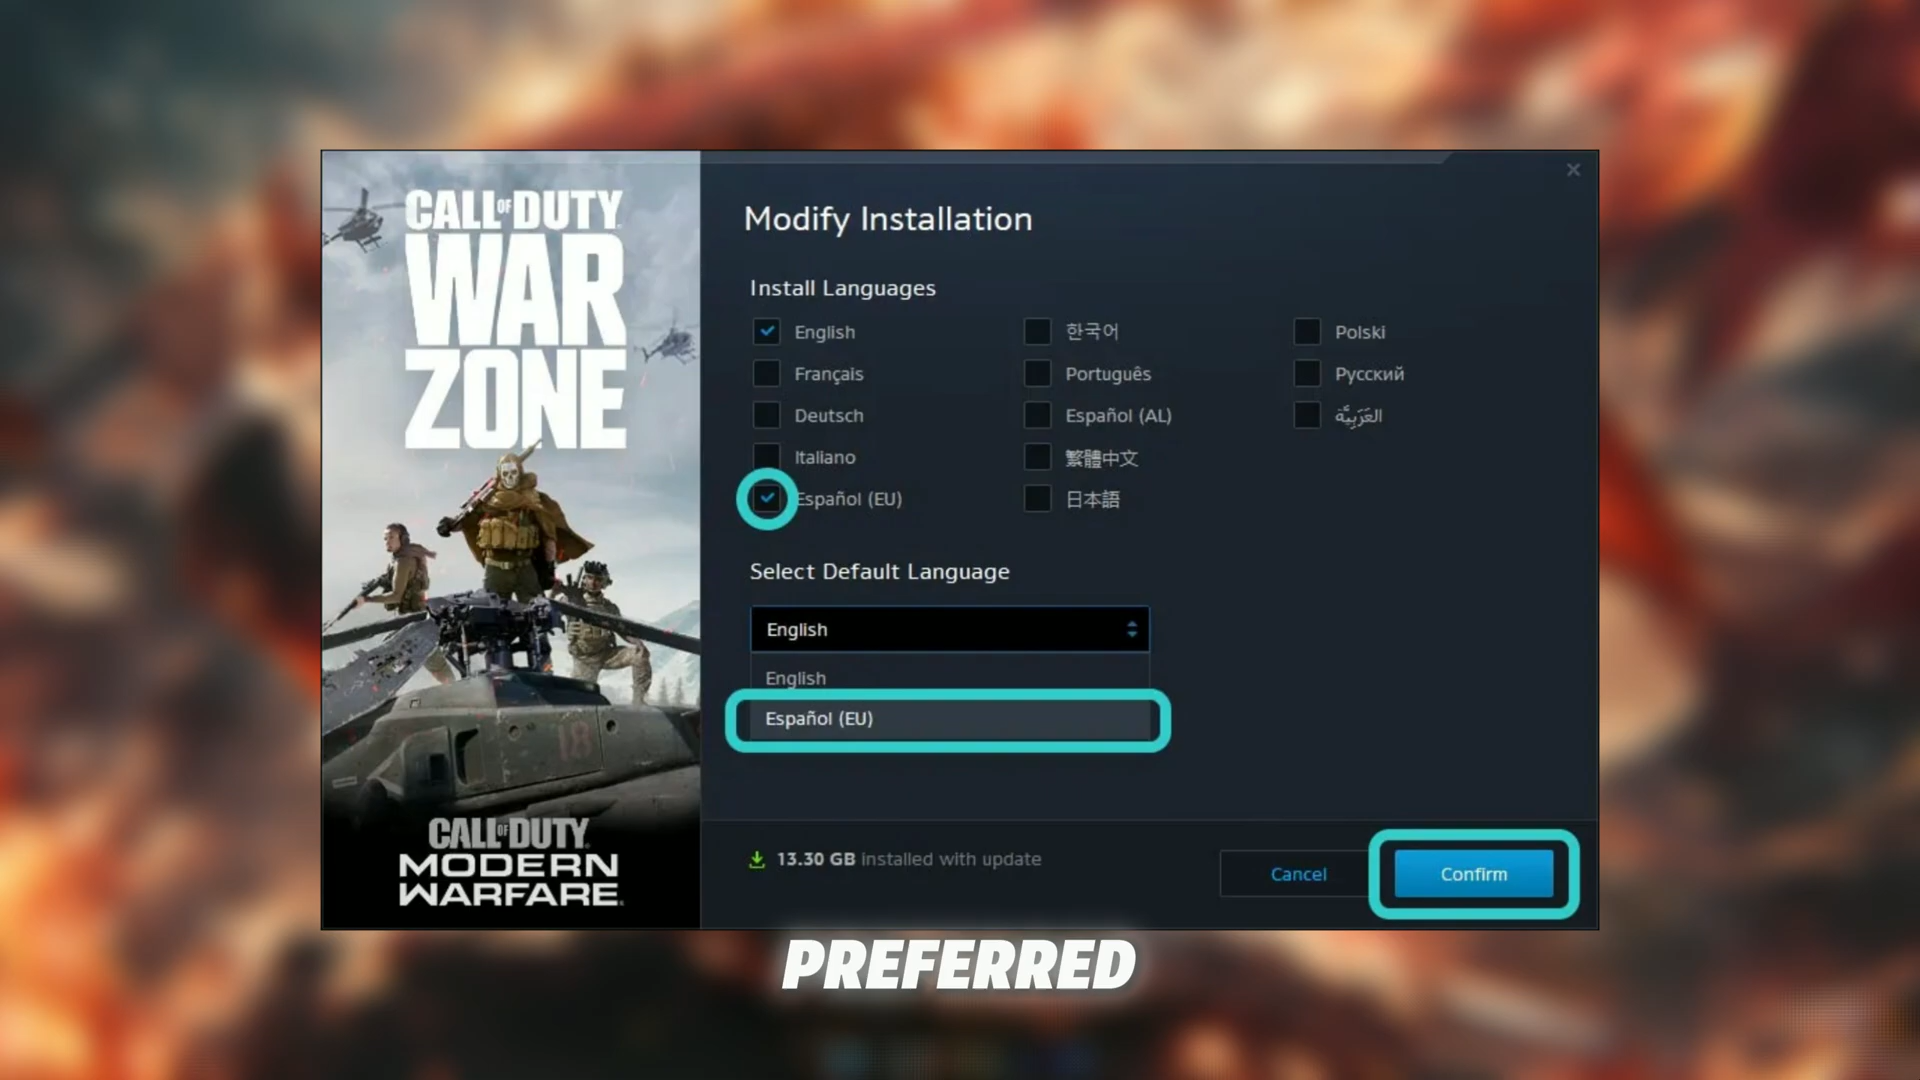 CALL OF DUTY
WAR
ZONE
CALL OF DUTY
MODERN
WARFARE
Modify Installation
Install Languages
English
Français
Deutsch
Italiano
Español (EU)
한국어
Português
Español (AL)
繁體中文
日本語
Polski
Русский
العَرَبِيَّة
Select Default Language
English
English
Español (EU)
13.30 GB installed with update
Cancel
Confirm
PREFERRED